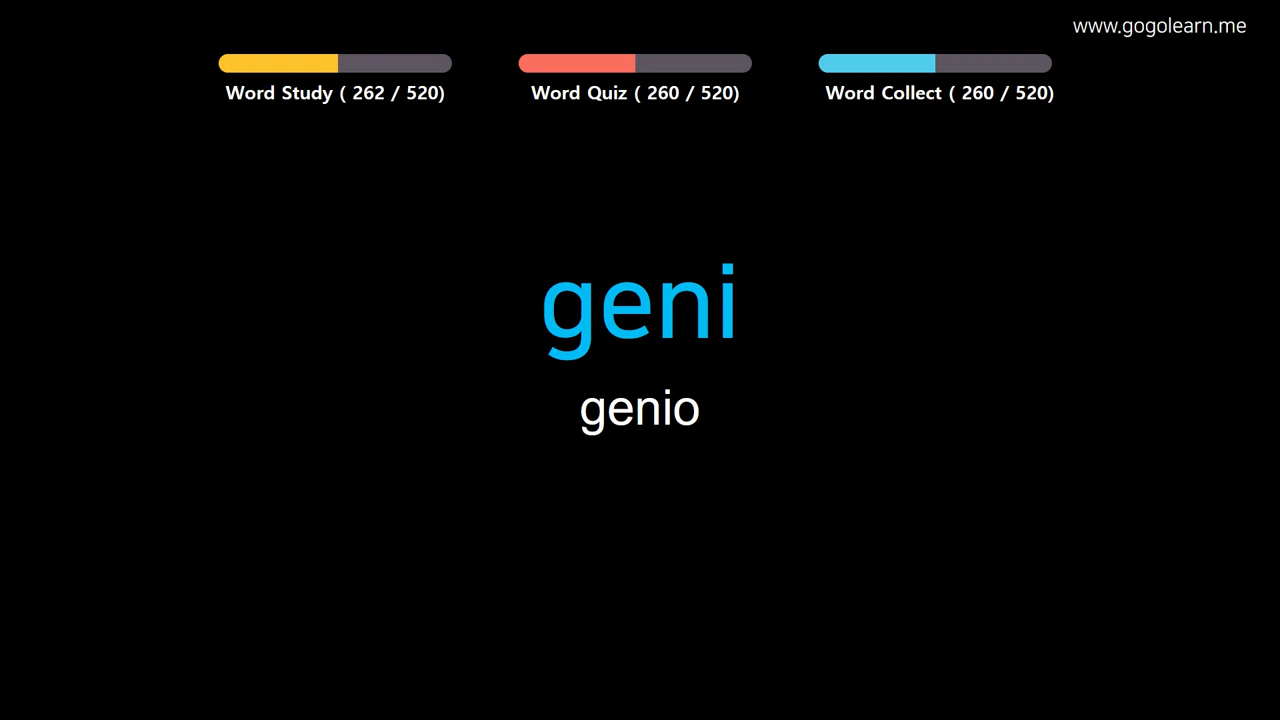 www.gogolearn.me
Word Study ( 262 / 520)
Word Quiz ( 260 / 520)
Word Collect ( 260 / 520)
geni
genio